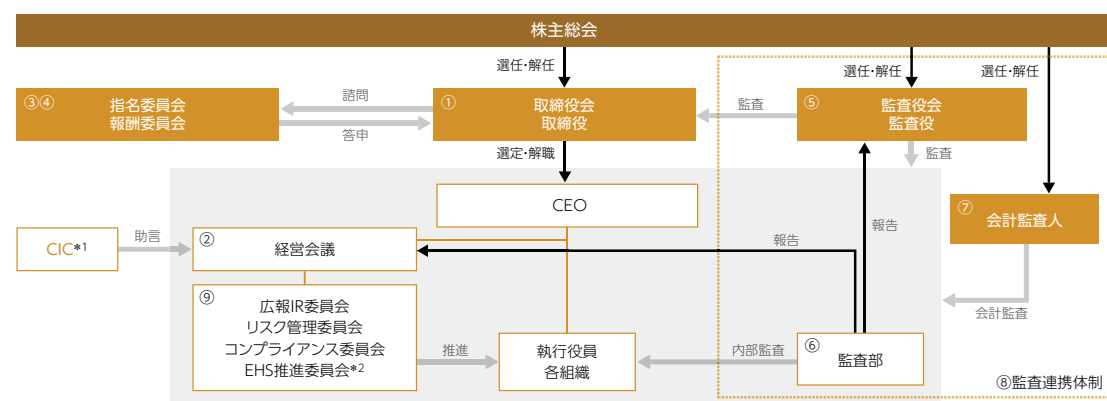 株主総会
選任・解任
選任・解任
選任・解任
③④
指名委員会
報酬委員会
諮問
答申
①
取締役会
取締役
監査
⑤
監査役会
監査役
選定・解職
監査
CEO
⑦
会計監査人
CIC*1
助言
②
経営会議
報告
報告
⑨
広報IR委員会
リスク管理委員会
コンプライアンス委員会
EHS推進委員会*2
推進
執行役員
各組織
内部監査
⑥
監査部
会計監査
⑧監査連携体制